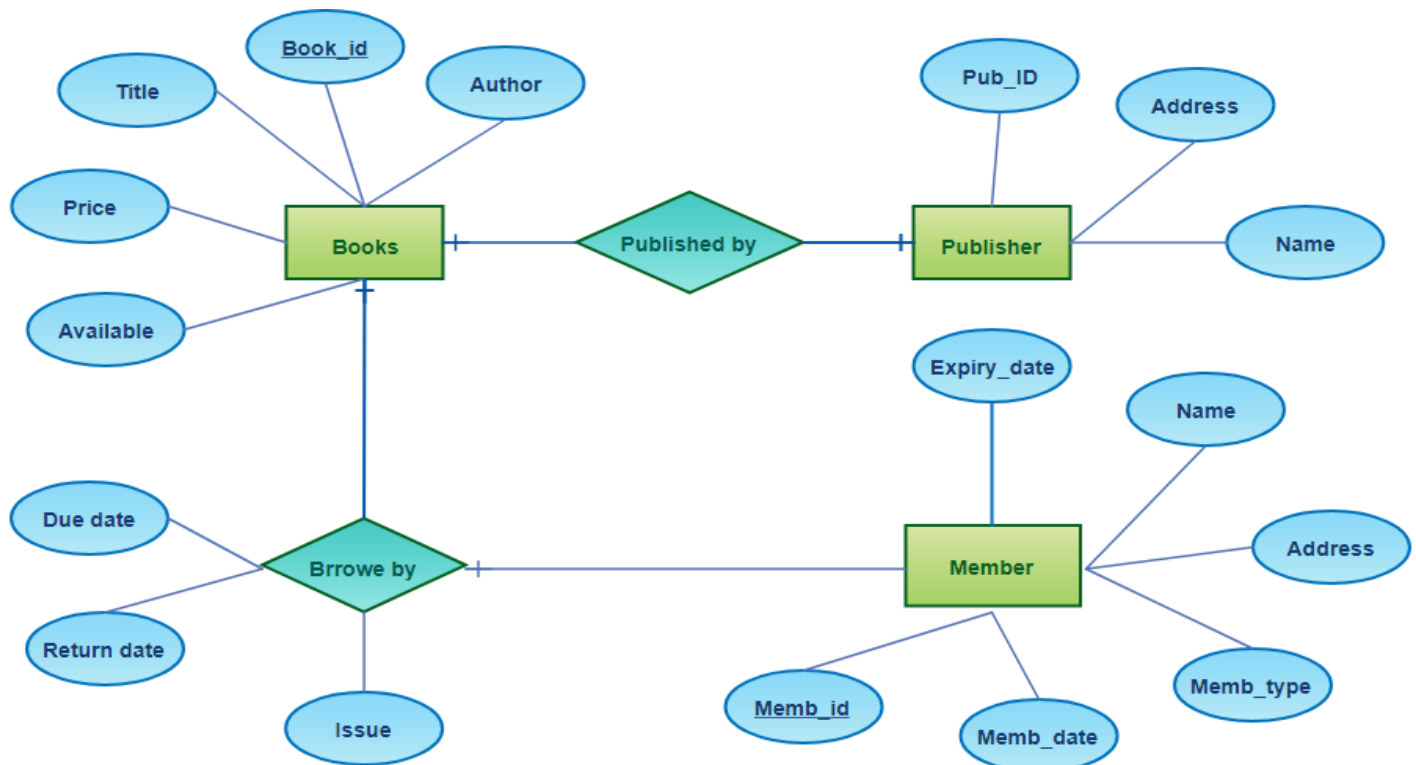 Book_id
Title
Author
Pub_ID
Address
Price
Books
Published by
Publisher
Name
Available
Expiry_date
Name
Due date
Brrowe by
Member
Address
Return date
Memb_id
Memb_date
Memb_type
Issue